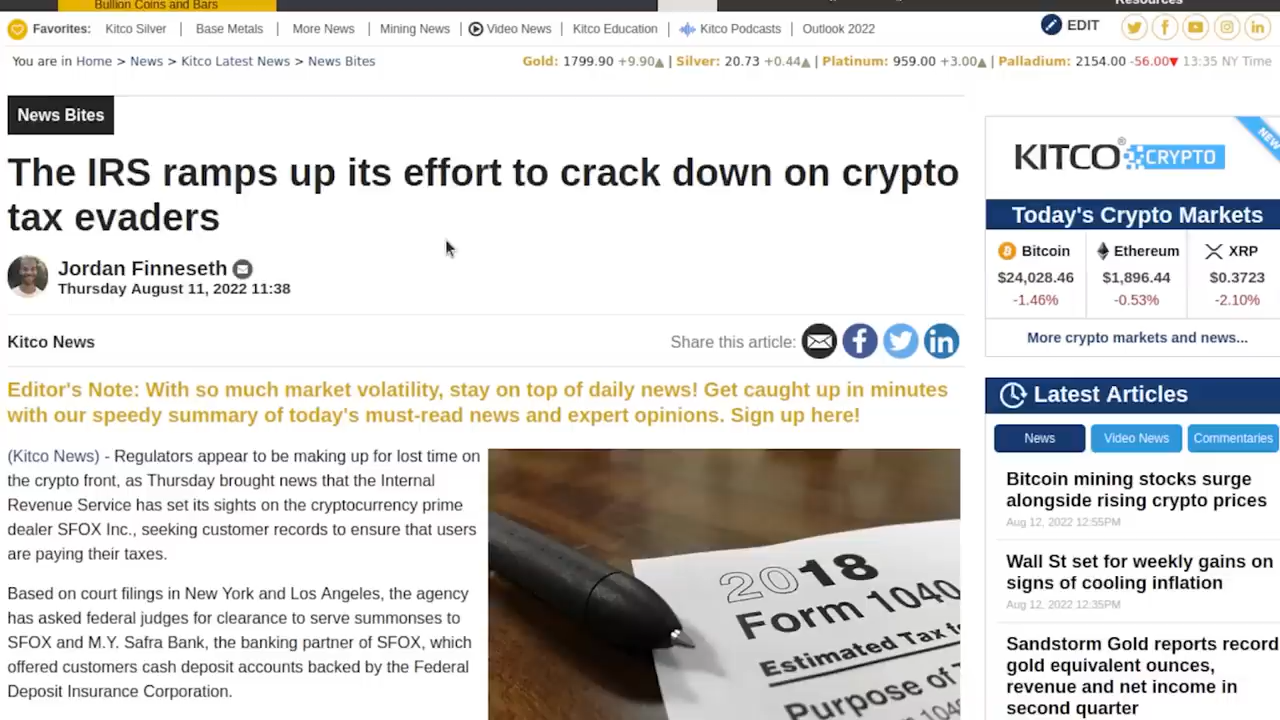 Bullion Coins and Bars
Resources
Favorites: Kitco Silver | Base Metals | More News | Mining News | Video News | Kitco Education | Kitco Podcasts | Outlook 2022
EDIT
You are in Home > News > Kitco Latest News > News Bites
Gold: 1799.90 +9.90▲ | Silver: 20.73 +0.44▲ | Platinum: 959.00 +3.00▲ | Palladium: 2154.00 -56.00▼ 13:35 NY Time
News Bites
The IRS ramps up its effort to crack down on crypto
tax evaders
Jordan Finneseth
Thursday August 11, 2022 11:38
Kitco News
Share this article:
Editor's Note: With so much market volatility, stay on top of daily news! Get caught up in minutes
with our speedy summary of today's must-read news and expert opinions. Sign up here!
(Kitco News) - Regulators appear to be making up for lost time on
the crypto front, as Thursday brought news that the Internal
Revenue Service has set its sights on the cryptocurrency prime
dealer SFOX Inc., seeking customer records to ensure that users
are paying their taxes.
Based on court filings in New York and Los Angeles, the agency
has asked federal judges for clearance to serve summonses to
SFOX and M.Y. Safra Bank, the banking partner of SFOX, which
offered customers cash deposit accounts backed by the Federal
Deposit Insurance Corporation.
2018
Form 1040
Estimated Tax
Purpose of
KITCO® CRYPTO
NEW
Today's Crypto Markets
Bitcoin Ethereum XRP
$24,028.46 $1,896.44 $0.3723
-1.46% -0.53% -2.10%
More crypto markets and news...
Latest Articles
News Video News Commentaries
Bitcoin mining stocks surge
alongside rising crypto prices
Aug 12, 2022 12:55PM
Wall St set for weekly gains on
signs of cooling inflation
Aug 12, 2022 12:35PM
Sandstorm Gold reports record
gold equivalent ounces,
revenue and net income in
second quarter